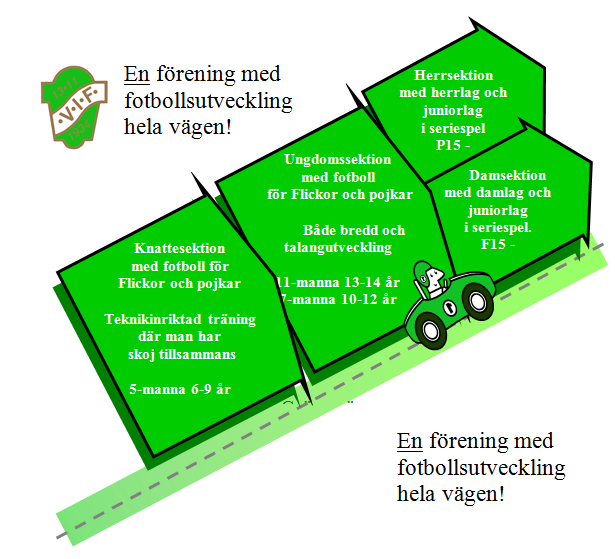 En förening med
fotbollsutveckling
hela vägen!
·V·I·F·
1934
Herrsektion
med herrlag och
juniorlag
i seriespel
P15 -
Ungdomssektion
med fotboll
för Flickor och pojkar
Både bredd och
talangutveckling
11-manna 13-14 år
7-manna 10-12 år
Damsektion
med damlag och
juniorlag
i seriespel.
F15 -
Knattesektion
med fotboll för
Flickor och pojkar
Teknikinriktad träning
där man har
skoj tillsammans
5-manna 6-9 år
En förening med
fotbollsutveckling
hela vägen!